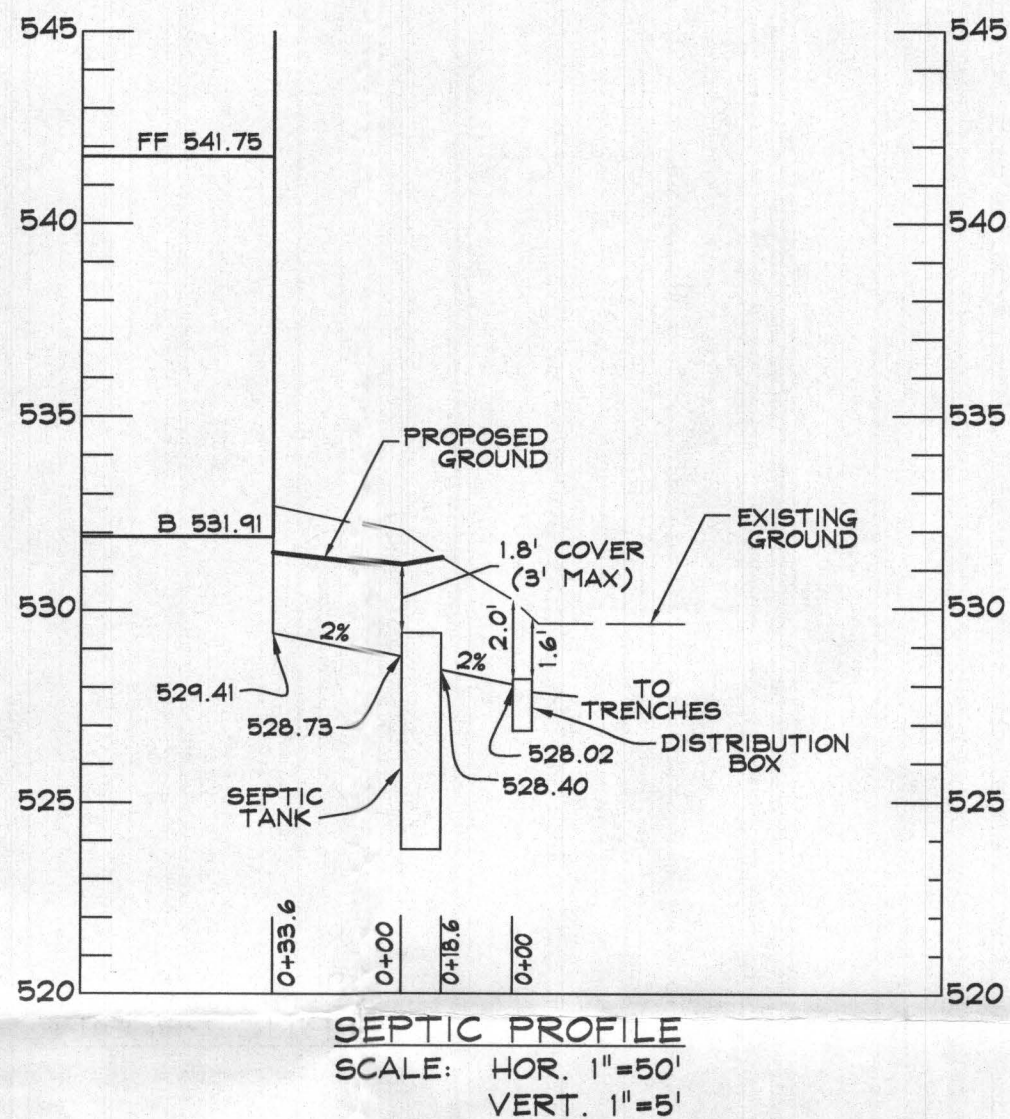 545
545
FF 541.75
540
540
535
535
PROPOSED
GROUND
B 531.91
EXISTING
GROUND
1.8' COVER
(3' MAX)
530
530
2%
2.0'
1.6'
2%
529.41
TO
TRENCHES
528.73
DISTRIBUTION
BOX
528.02
528.40
525
525
SEPTIC
TANK
0+33.6
0+00
0+18.6
0+00
520
520
SEPTIC PROFILE
SCALE: HOR. 1"=50'
VERT. 1"=5'